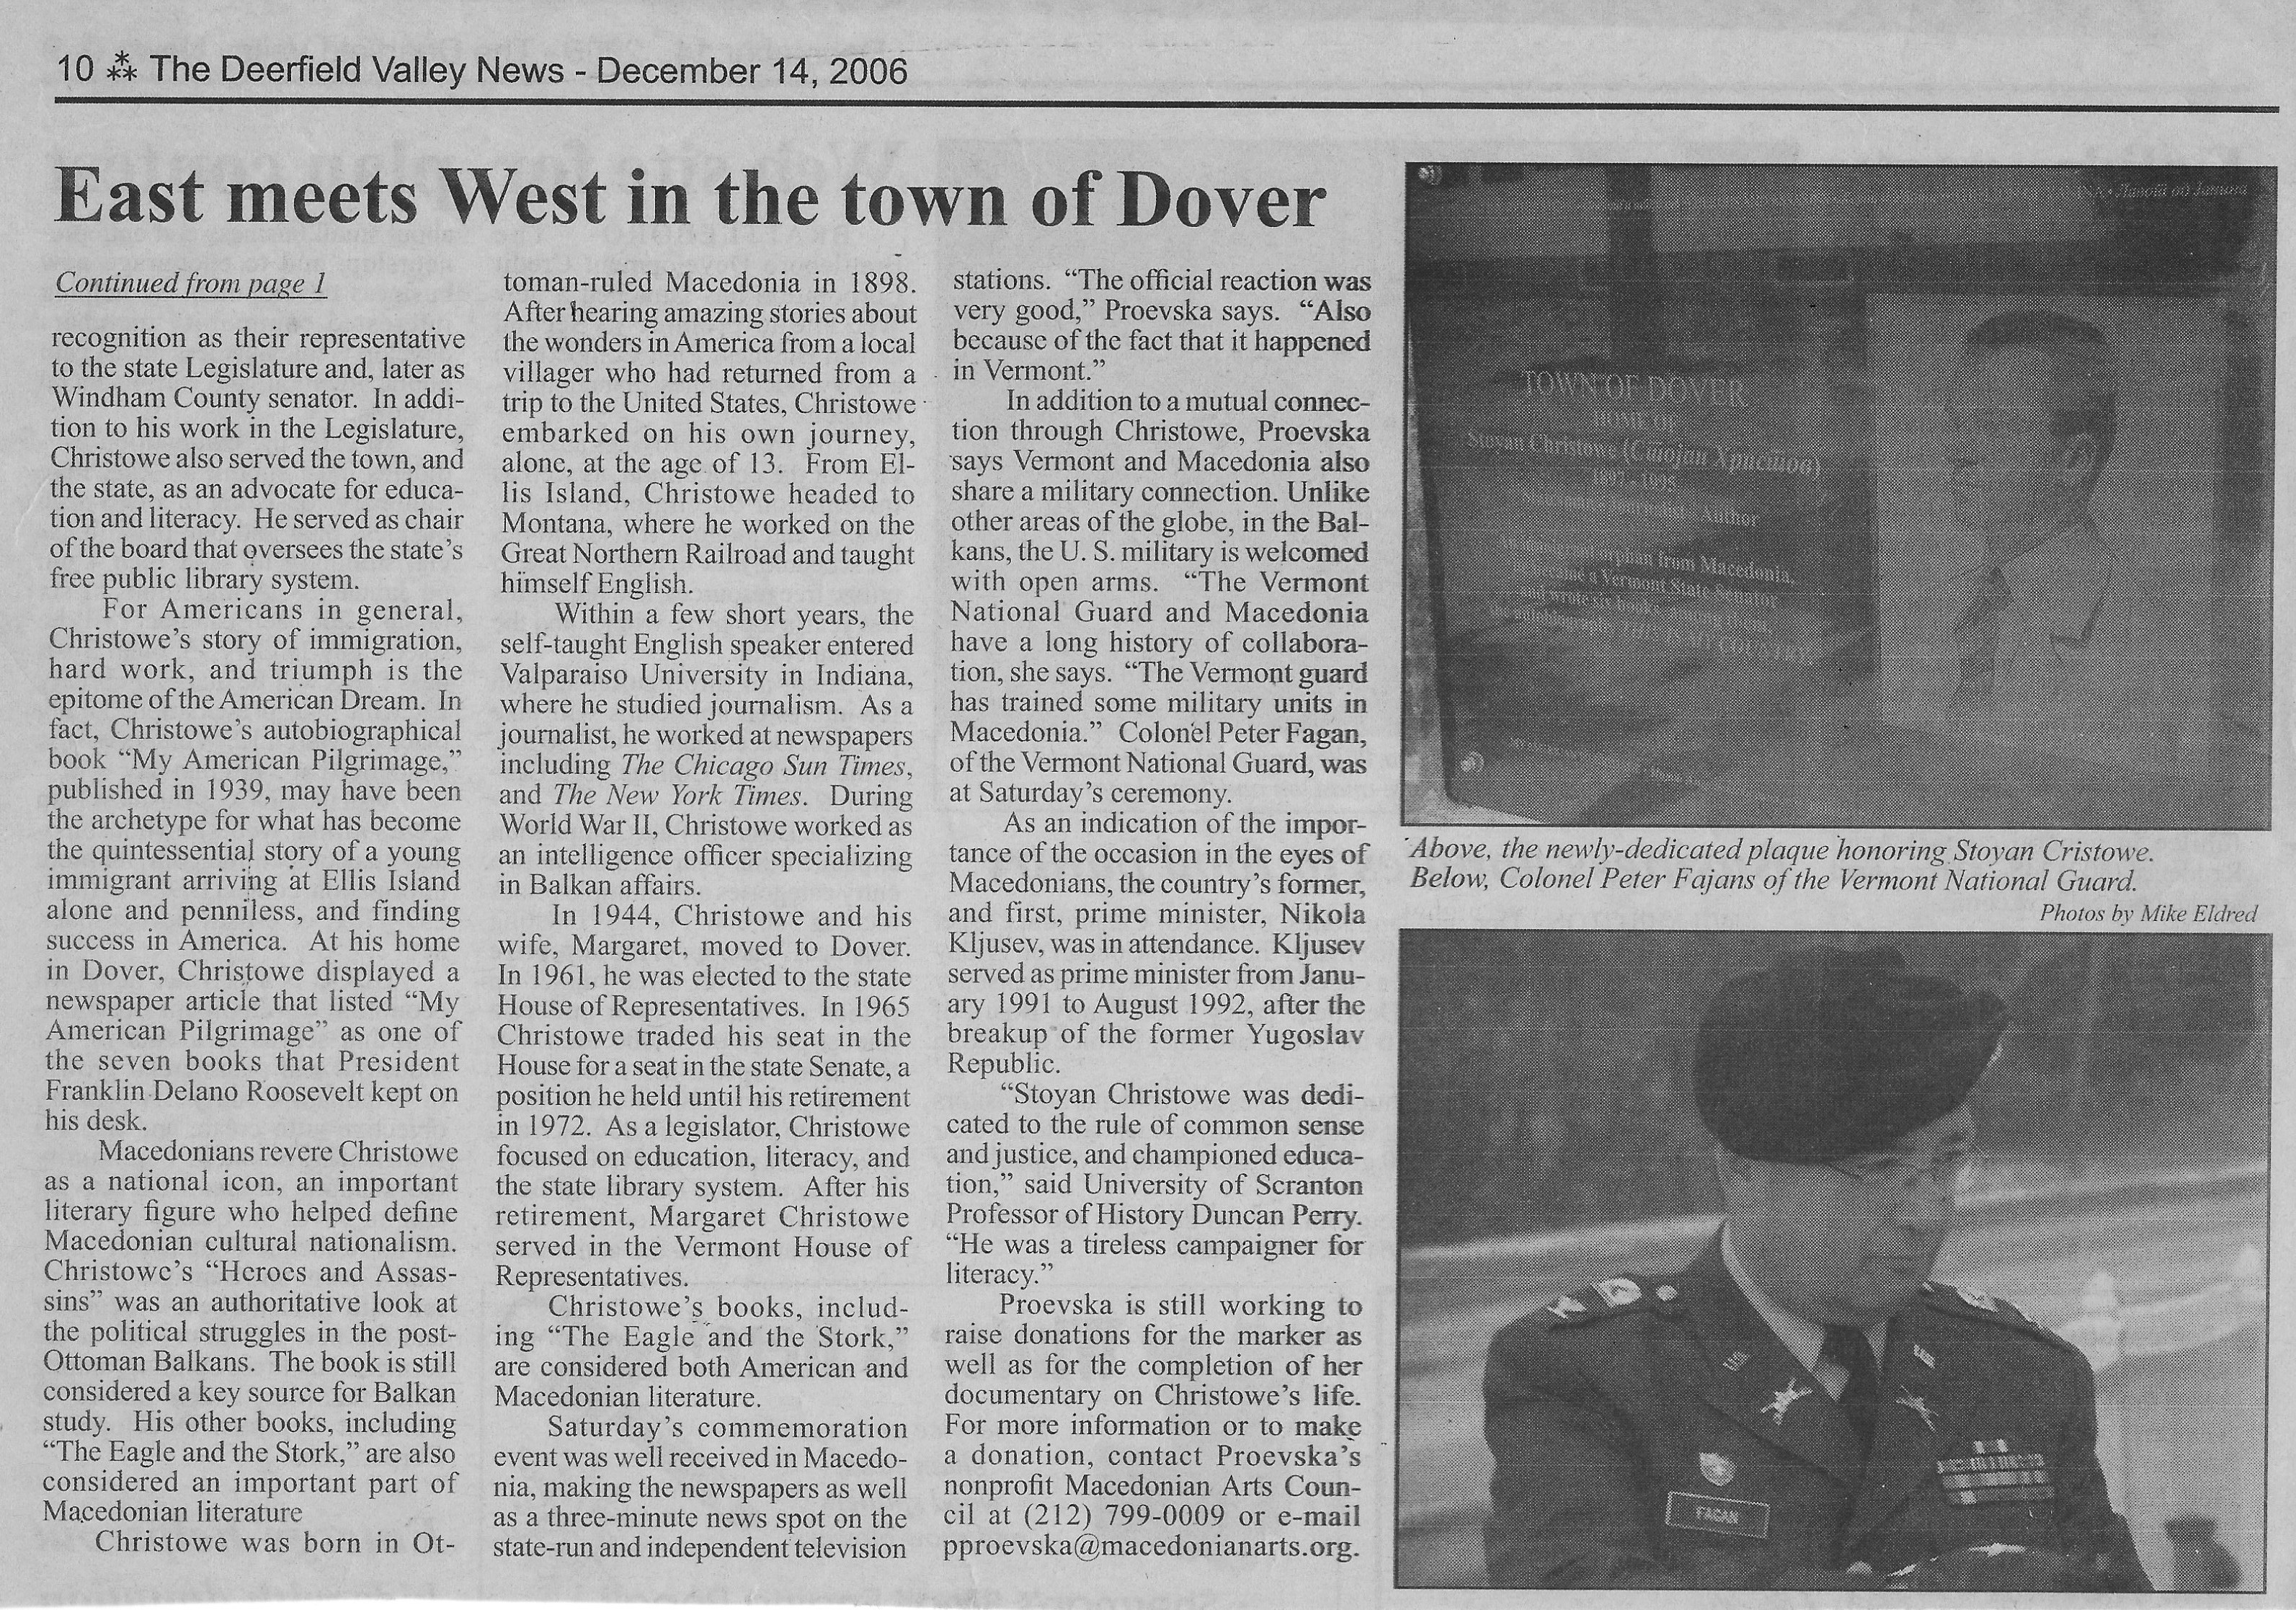 10 ⁂ The Deerfield Valley News - December 14, 2006
East meets West in the town of Dover
Continued from page 1
recognition as their representative
to the state Legislature and, later as
Windham County senator. In addi-
tion to his work in the Legislature,
Christowe also served the town, and
the state, as an advocate for educa-
tion and literacy. He served as chair
of the board that oversees the state's
free public library system.
For Americans in general,
Christowe's story of immigration,
hard work, and triumph is the
epitome of the American Dream. In
fact, Christowe's autobiographical
book “My American Pilgrimage,”
published in 1939, may have been
the archetype for what has become
the quintessential story of a young
immigrant arriving at Ellis Island
alone and penniless, and finding
success in America. At his home
in Dover, Christowe displayed a
newspaper article that listed “My
American Pilgrimage” as one of
the seven books that President
Franklin Delano Roosevelt kept on
his desk.
Macedonians revere Christowe
as a national icon, an important
literary figure who helped define
Macedonian cultural nationalism.
Christowe's “Heroes and Assas-
sins” was an authoritative look at
the political struggles in the post-
Ottoman Balkans. The book is still
considered a key source for Balkan
study. His other books, including
“The Eagle and the Stork,” are also
considered an important part of
Macedonian literature
Christowe was born in Ot-
toman-ruled Macedonia in 1898.
After hearing amazing stories about
the wonders in America from a local
villager who had returned from a
trip to the United States, Christowe
embarked on his own journey,
alone, at the age of 13. From El-
lis Island, Christowe headed to
Montana, where he worked on the
Great Northern Railroad and taught
himself English.
Within a few short years, the
self-taught English speaker entered
Valparaiso University in Indiana,
where he studied journalism. As a
journalist, he worked at newspapers
including The Chicago Sun Times,
and The New York Times. During
World War II, Christowe worked as
an intelligence officer specializing
in Balkan affairs.
In 1944, Christowe and his
wife, Margaret, moved to Dover.
In 1961, he was elected to the state
House of Representatives. In 1965
Christowe traded his seat in the
House for a seat in the state Senate, a
position he held until his retirement
in 1972. As a legislator, Christowe
focused on education, literacy, and
the state library system. After his
retirement, Margaret Christowe
served in the Vermont House of
Representatives.
Christowe's books, includ-
ing “The Eagle and the Stork,”
are considered both American and
Macedonian literature.
Saturday's commemoration
event was well received in Macedo-
nia, making the newspapers as well
as a three-minute news spot on the
state-run and independent television
stations. “The official reaction was
very good,” Proevska says. “Also
because of the fact that it happened
in Vermont.”
In addition to a mutual connec-
tion through Christowe, Proevska
says Vermont and Macedonia also
share a military connection. Unlike
other areas of the globe, in the Bal-
kans, the U. S. military is welcomed
with open arms. “The Vermont
National Guard and Macedonia
have a long history of collabora-
tion, she says. “The Vermont guard
has trained some military units in
Macedonia.” Colonel Peter Fagan,
of the Vermont National Guard, was
at Saturday's ceremony.
As an indication of the impor-
tance of the occasion in the eyes of
Macedonians, the country's former,
and first, prime minister, Nikola
Kljusev, was in attendance. Kljusev
served as prime minister from Janu-
ary 1991 to August 1992, after the
breakup of the former Yugoslav
Republic.
“Stoyan Christowe was dedi-
cated to the rule of common sense
and justice, and championed educa-
tion,” said University of Scranton
Professor of History Duncan Perry.
“He was a tireless campaigner for
literacy.”
Proevska is still working to
raise donations for the marker as
well as for the completion of her
documentary on Christowe's life.
For more information or to make
a donation, contact Proevska's
nonprofit Macedonian Arts Coun-
cil at (212) 799-0009 or e-mail
pproevska@macedonianarts.org.
TOWN OF DOVER
HOME OF
Stoyan Christowe (Стојан Христов)
Author
orphan from Macedonia,
became a Vermont State Senator
and wrote six books, among them,
autobiography THIS IS MY COUNTRY.
Above, the newly-dedicated plaque honoring Stoyan Cristowe.
Below, Colonel Peter Fajans of the Vermont National Guard.
Photos by Mike Eldred
FAGAN